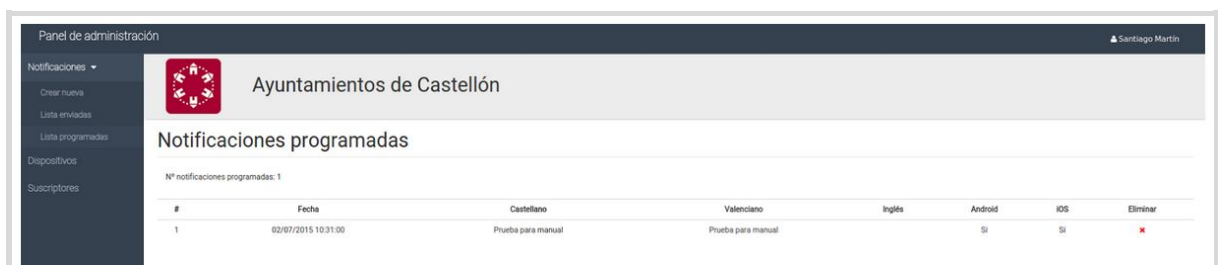 Panel de administración
Santiago Martín
Notificaciones
Crear nueva
Lista enviadas
Lista programadas
Dispositivos
Suscriptores
Ayuntamientos de Castellón
Notificaciones programadas
Nº notificaciones programadas: 1
# Fecha Castellano Valenciano Inglés Android iOS Eliminar
1 02/07/2015 10:31:00 Prueba para manual Prueba para manual Sí Sí